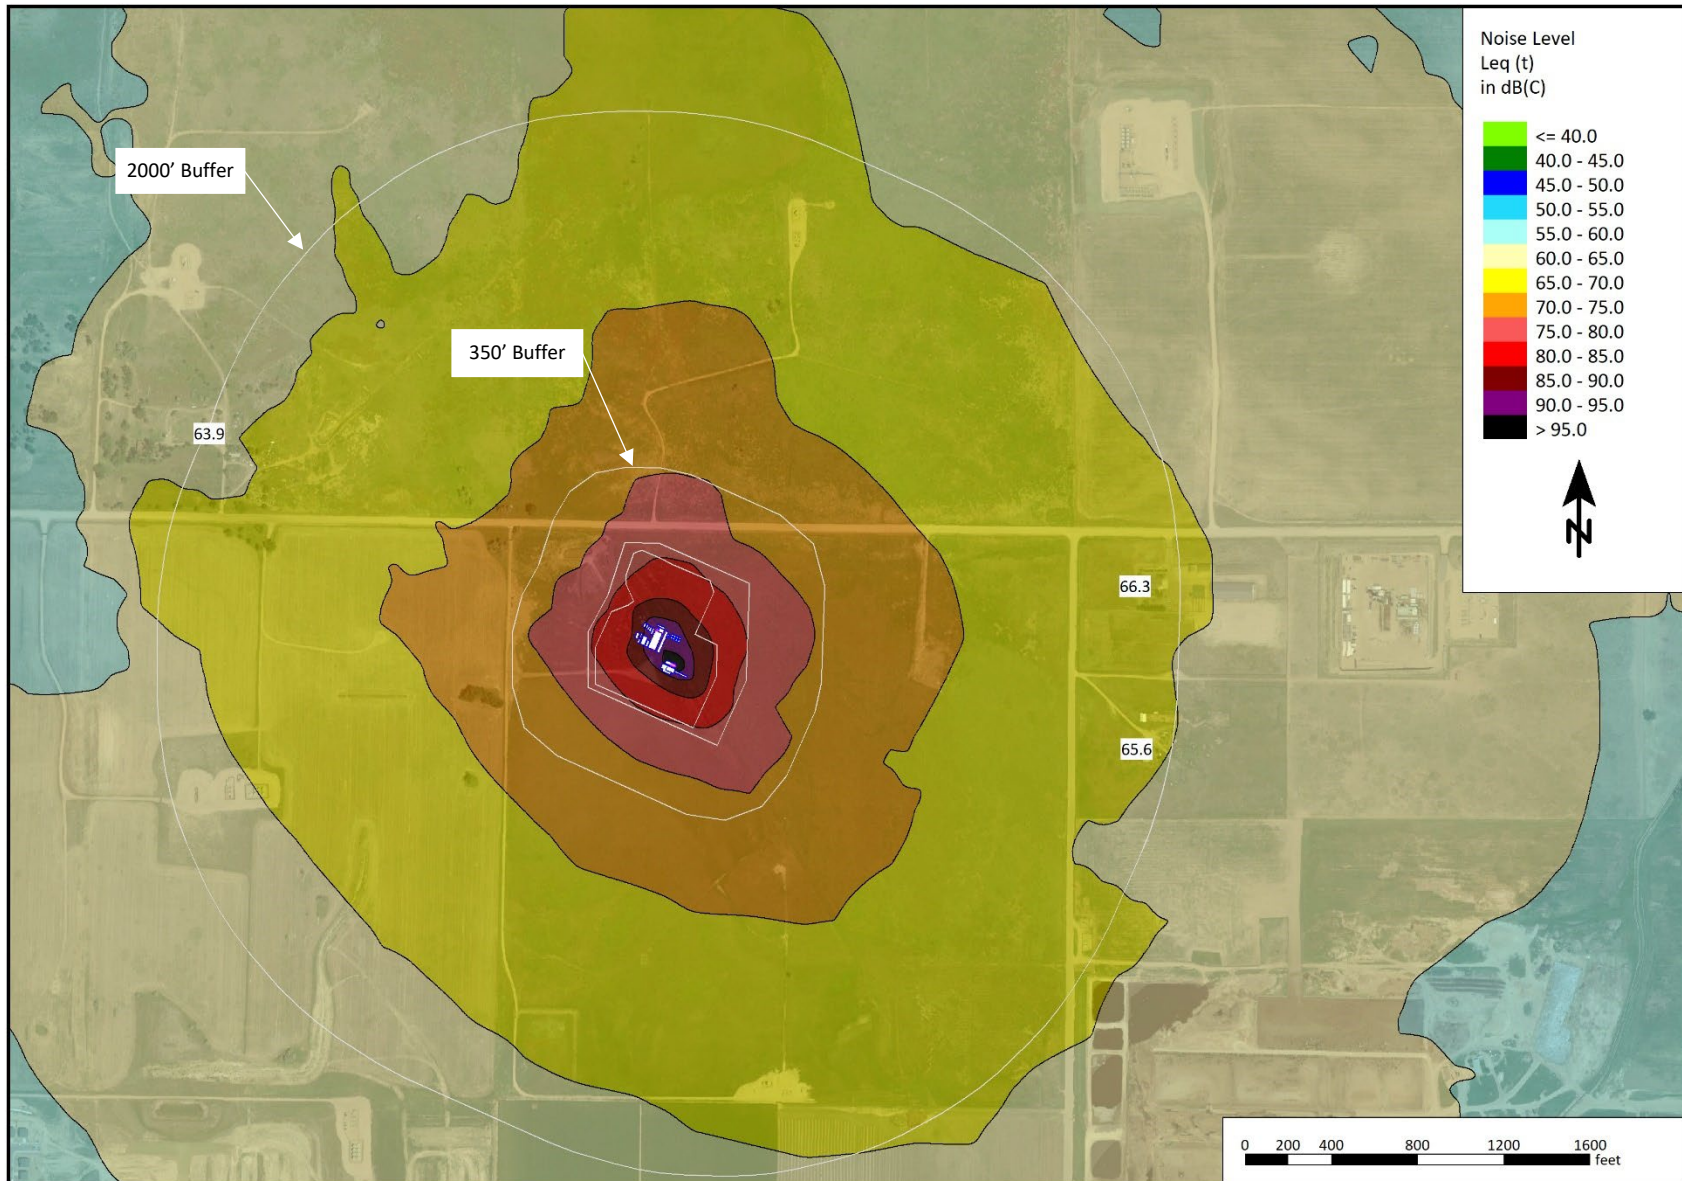 Noise Level
Leq (t)
in dB(C)
<= 40.0
40.0 - 45.0
45.0 - 50.0
50.0 - 55.0
55.0 - 60.0
60.0 - 65.0
65.0 - 70.0
70.0 - 75.0
75.0 - 80.0
80.0 - 85.0
85.0 - 90.0
90.0 - 95.0
> 95.0
N
2000’ Buffer
350’ Buffer
63.9
66.3
65.6
0 200 400 800 1200 1600
feet